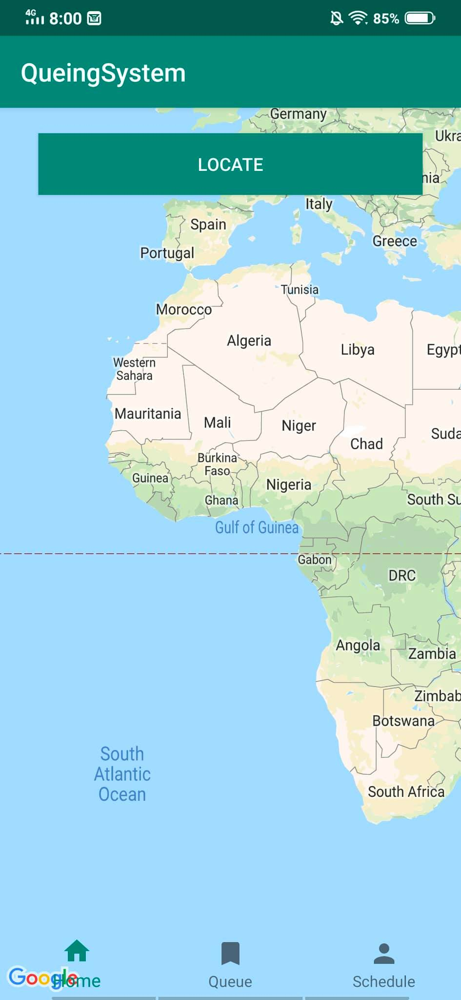 4G 8:00 85%
QueingSystem
Germany
Ukra
LOCATE
nia
Italy
Spain
Greece
Portugal
Tunisia
Morocco
Algeria
Libya
Egypt
Western
Sahara
Mauritania
Mali
Niger
Suda
Chad
Burkina
Faso
Guinea
Nigeria
Ghana
South Su
Gulf of Guinea
Gabon
DRC
Angola
Zambia
Zimbab
Botswana
South
Atlantic
Ocean
South Africa
Google
Home Queue Schedule